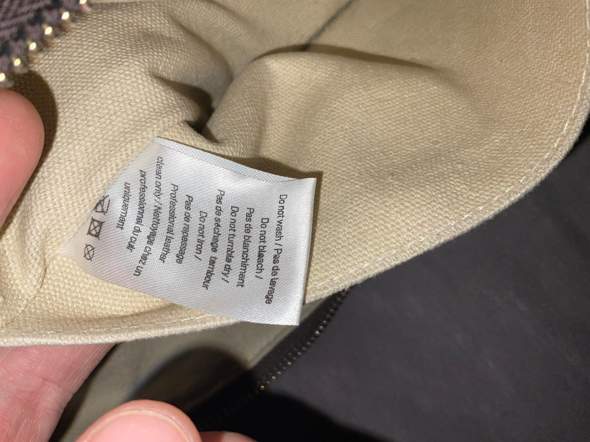 Do not wash / Pas de lavage
Do not bleach /
Pas de blanchiment
Do not tumble dry /
Pas de séchage tambour
Do not iron /
Pas de repassage
Professional leather
clean only / Nettoyage chez un
professionnel du cuir
uniquement